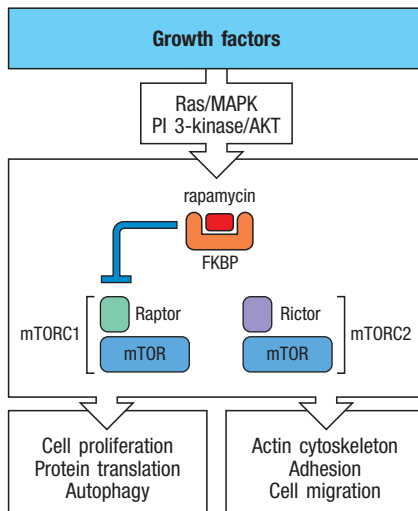 Growth factors
Ras/MAPK
PI 3-kinase/AKT
rapamycin
FKBP
mTORC1
Raptor
mTOR
Rictor
mTOR
mTORC2
Cell proliferation
Protein translation
Autophagy
Actin cytoskeleton
Adhesion
Cell migration